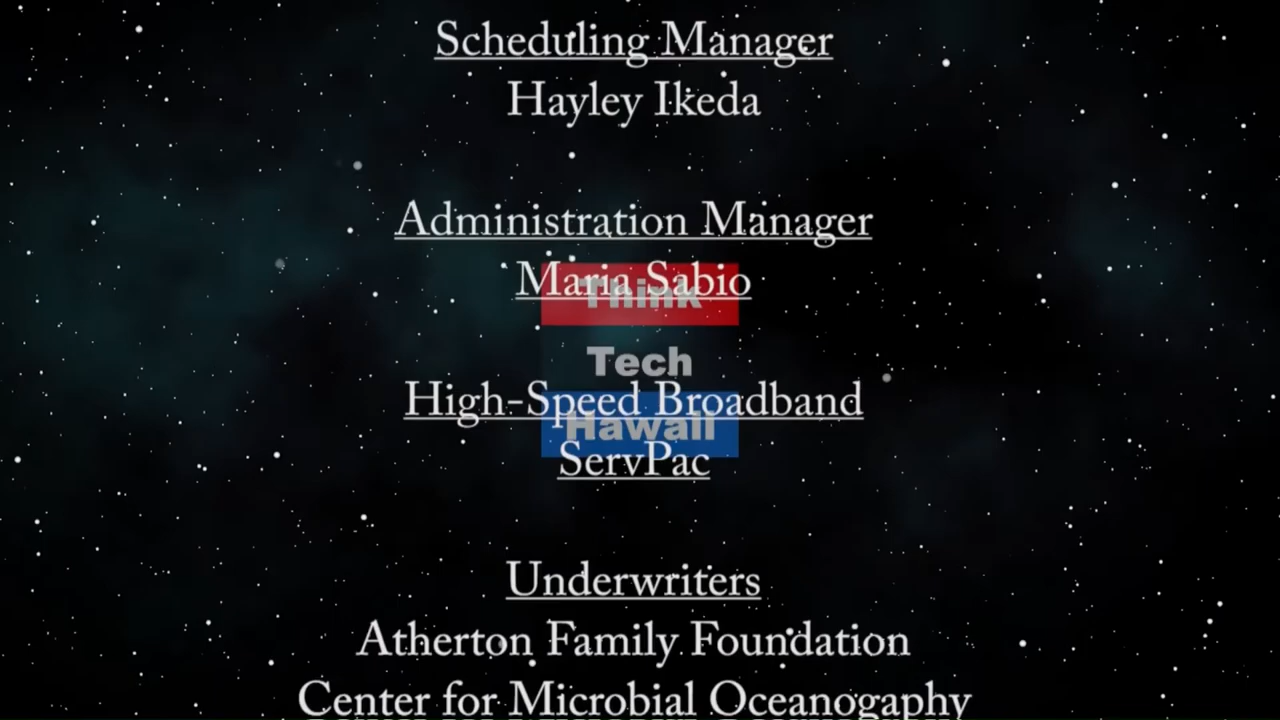 Scheduling Manager
Hayley Ikeda
Administration Manager
Maria Sabio
Think
Tech
High-Speed Broadband
Hawaii
ServPac
Underwriters
Atherton Family Foundation
Center for Microbial Oceanogaphy